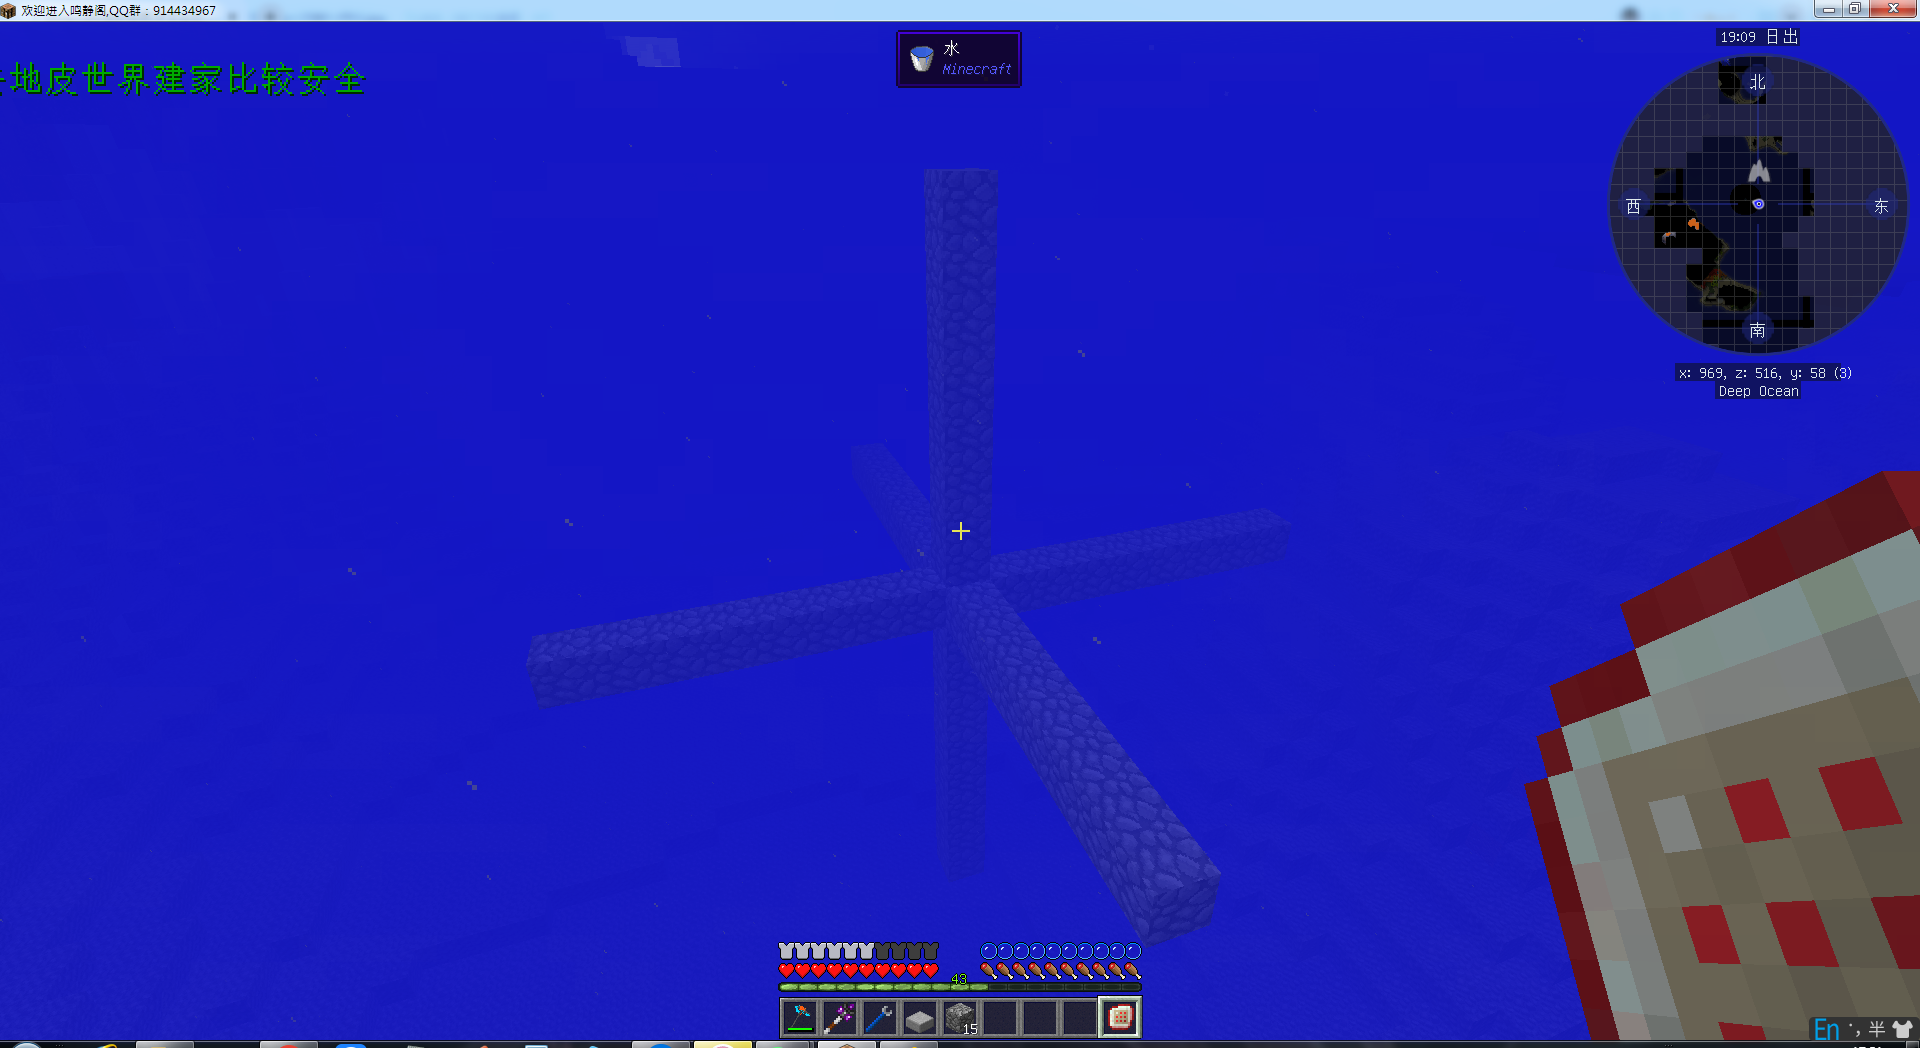 欢迎进入鸣静阁,QQ群：914434967
水
Minecraft
19:09 日出
地皮世界建家比较安全
北
西
东
南
x: 969, z: 516, y: 58 (3)
Deep Ocean
43
15
En ·, 半